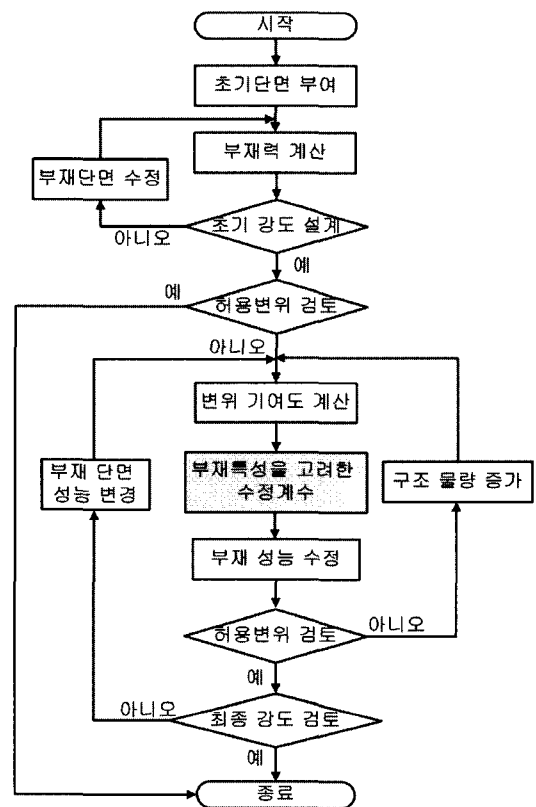 시작
초기단면 부여
부재력 계산
부재단면 수정
초기 강도 설계
아니오
예
예
허용변위 검토
아니오
변위 기여도 계산
부재 단면
성능 변경
부재특성을 고려한
수정계수
구조 물량 증가
부재 성능 수정
허용변위 검토
아니오
예
아니오
최종 강도 검토
예
종료